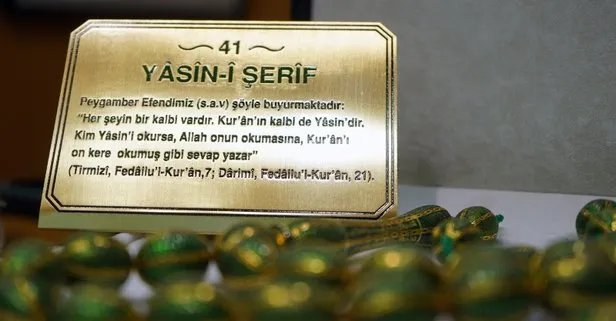 41
YÂSÎN-Î ŞERÎF
Peygamber Efendimiz (s.a.v) şöyle buyurmaktadır:
"Her şeyin bir kalbi vardır. Kur'ân'ın kalbi de Yâsin'dir.
Kim Yâsin'i okursa, Allah onun okumasına, Kur'ân'ı
on kere okumuş gibi sevap yazar"
(Tirmizî, Fedâilu'l-Kur'ân,7; Dârimî, Fedâilu'l-Kur'ân, 21).